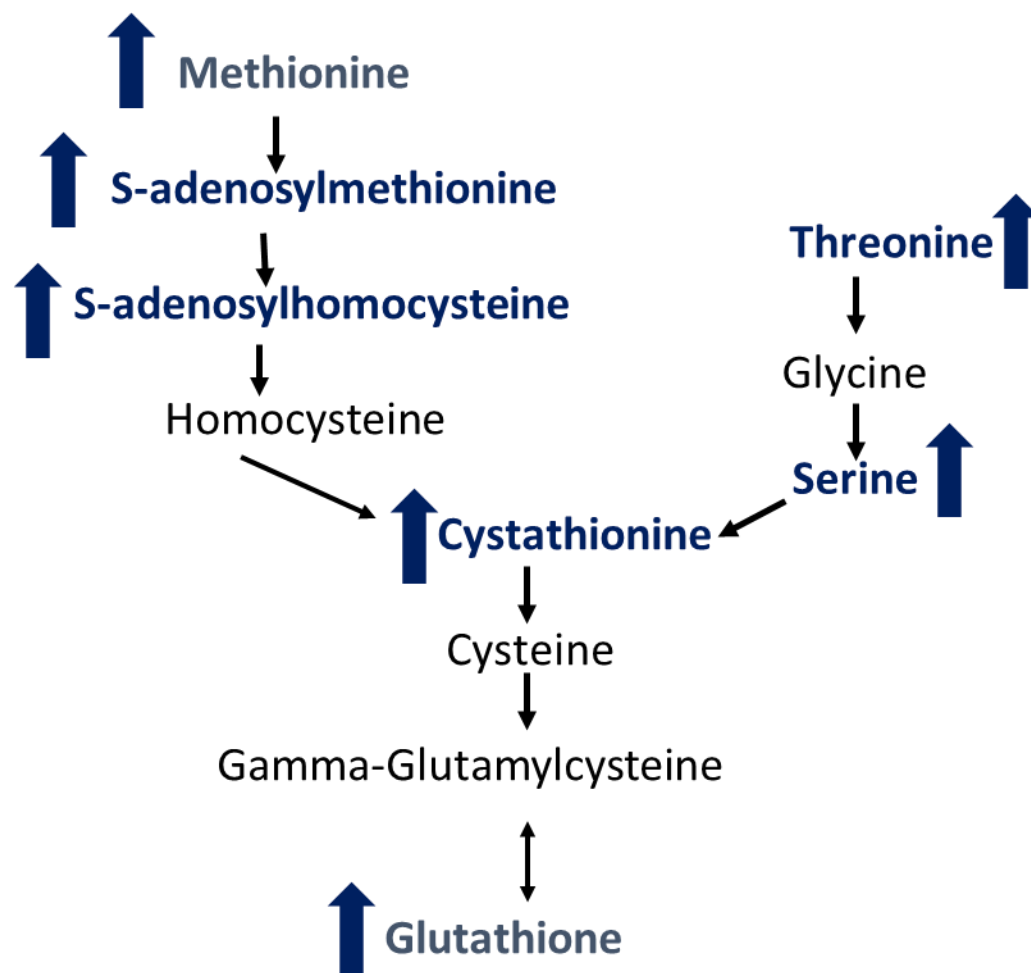 Methionine
S-adenosylmethionine
Threonine
S-adenosylhomocysteine
Glycine
Homocysteine
Serine
Cystathionine
Cysteine
Gamma-Glutamylcysteine
Glutathione